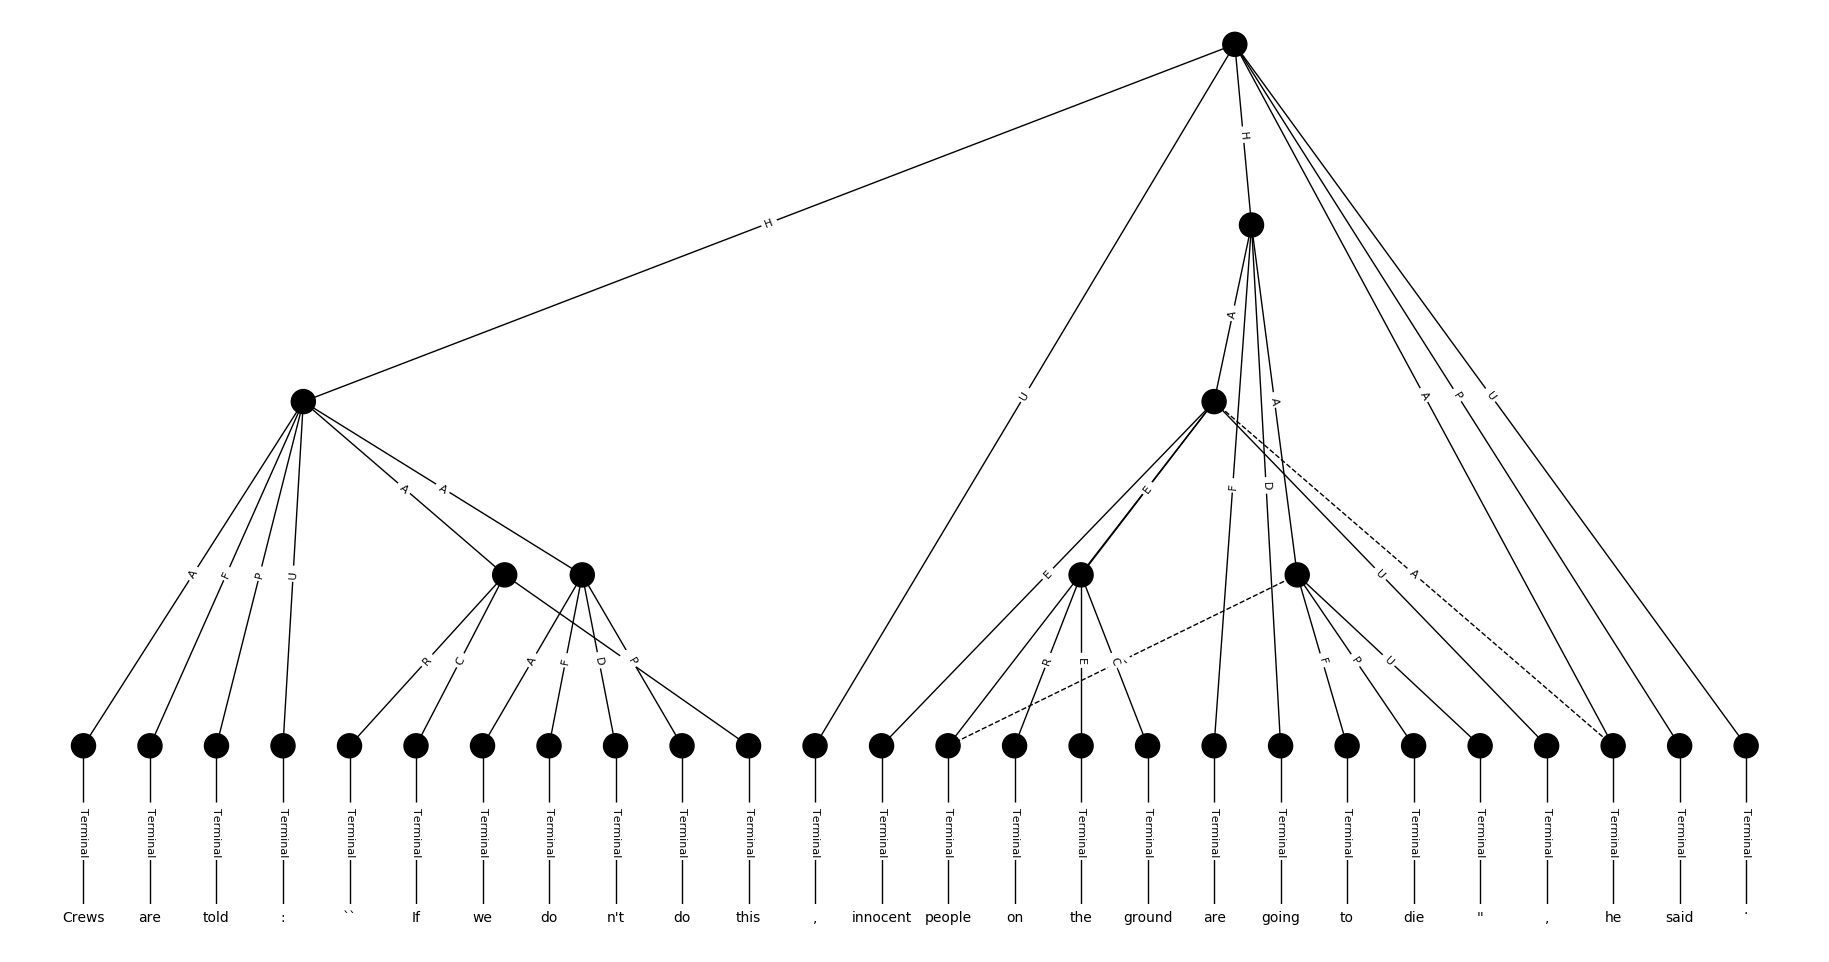 H
H
A
U
A
P
U
A
A
A
F
D
E
A
F
P
U
E
U
A
R
C
A
F
D
P
R
E
C
F
P
U
Terminal Terminal Terminal Terminal Terminal Terminal Terminal Terminal Terminal Terminal Terminal Terminal Terminal Terminal Terminal Terminal Terminal Terminal Terminal Terminal Terminal Terminal Terminal Terminal Terminal Terminal
Crews are told : `` If we do n't do this , innocent people on the ground are going to die " , he said .